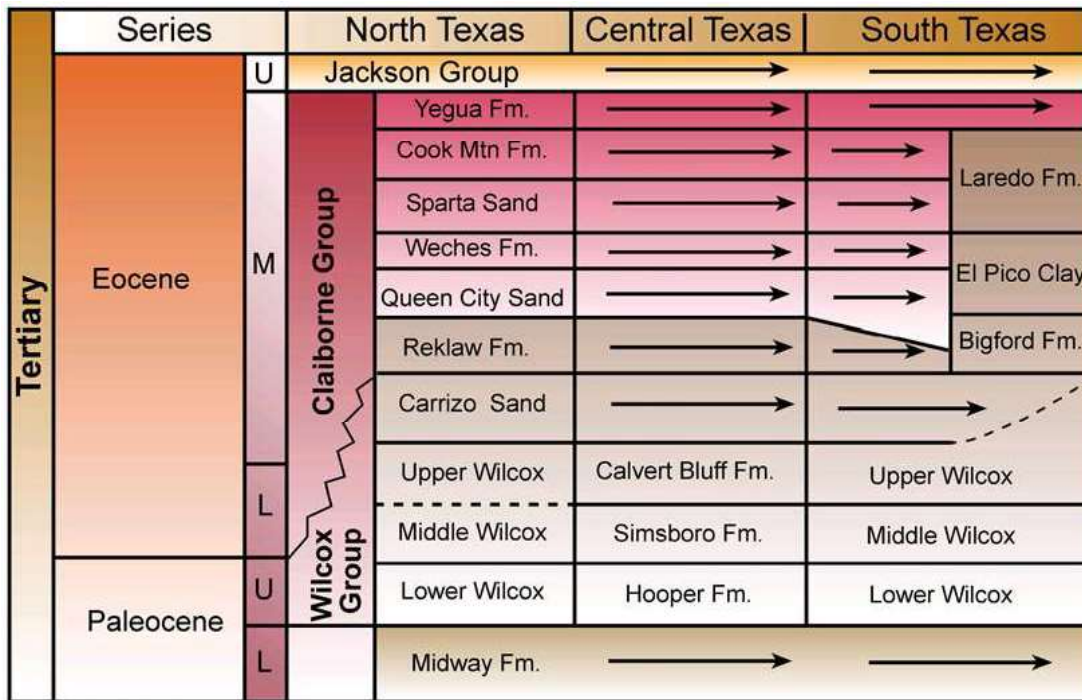 Series
North Texas
Central Texas
South Texas
Tertiary
Eocene
U
Jackson Group
M
Claiborne Group
Yegua Fm.
Cook Mtn Fm.
Laredo Fm.
Sparta Sand
Weches Fm.
El Pico Clay
Queen City Sand
Reklaw Fm.
Bigford Fm.
Carrizo Sand
L
Wilcox
Group
Upper Wilcox
Calvert Bluff Fm.
Upper Wilcox
Middle Wilcox
Simsboro Fm.
Middle Wilcox
Paleocene
U
Lower Wilcox
Hooper Fm.
Lower Wilcox
L
Midway Fm.